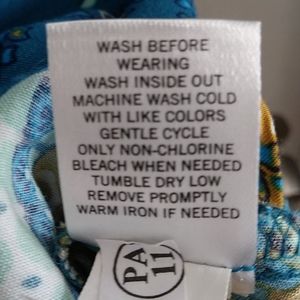 WASH BEFORE
WEARING
WASH INSIDE OUT
MACHINE WASH COLD
WITH LIKE COLORS
GENTLE CYCLE
ONLY NON-CHLORINE
BLEACH WHEN NEEDED
TUMBLE DRY LOW
REMOVE PROMPTLY
WARM IRON IF NEEDED
PA
11